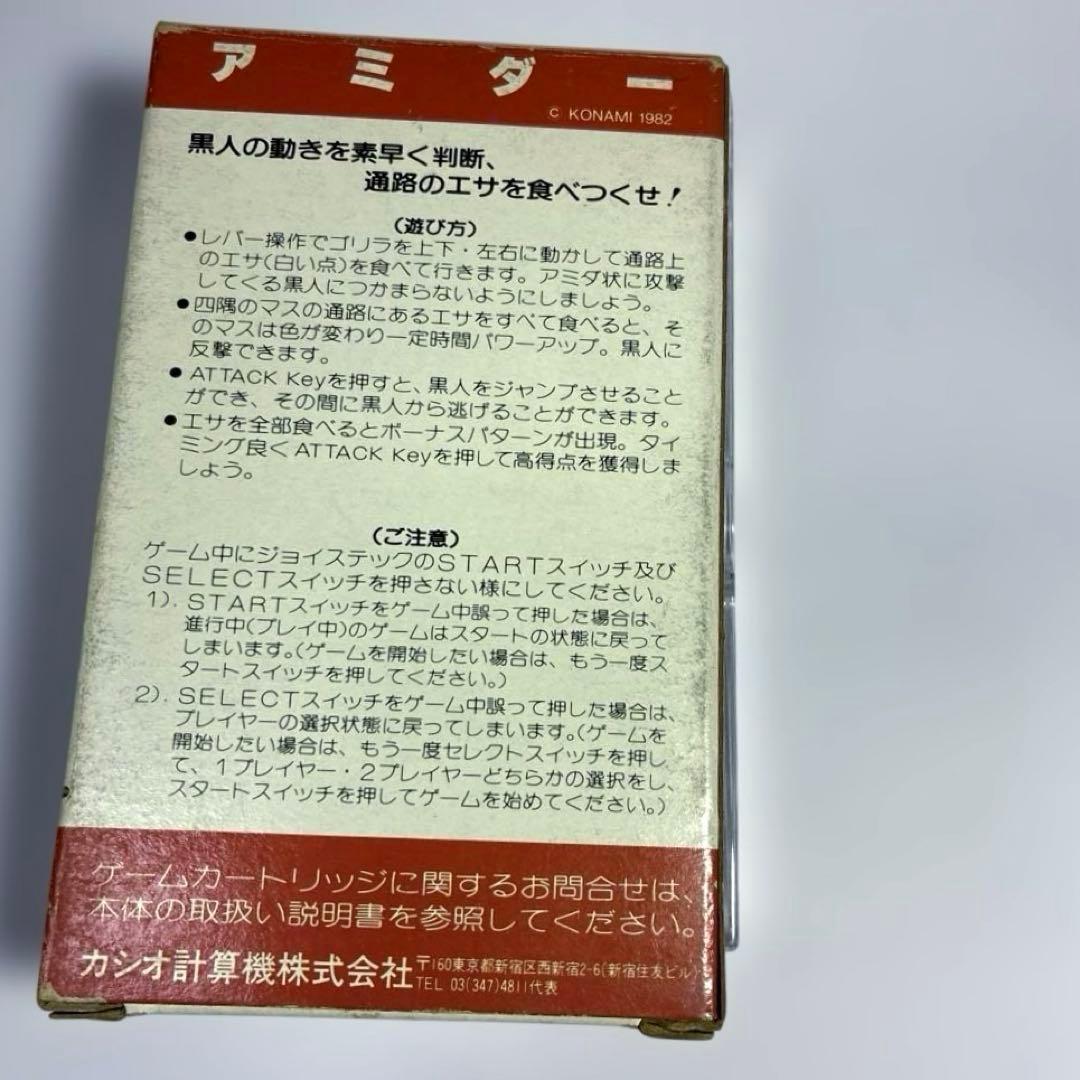 アミダー
© KONAMI 1982
黒人の動きを素早く判断、
通路のエサを食べつくせ!
(遊び方)
●レバー操作でゴリラを上下・左右に動かして通路上
のエサ(白い点)を食べて行きます。アミダ状に攻撃
してくる黒人につかまらないようにしましょう。
●四隅のマスの通路にあるエサをすべて食べると、そ
のマスは色が変わり一定時間パワーアップ。黒人に
反撃できます。
●ATTACK Keyを押すと、黒人をジャンプさせること
ができ、その間に黒人から逃げることができます。
●エサを全部食べるとボーナスパターンが出現。タイ
ミング良くATTACK Keyを押して高得点を獲得しま
しょう。
(ご注意)
ゲーム中にジョイステックのSTARTスイッチ及び
SELECTスイッチを押さない様にしてください。
1). STARTスイッチをゲーム中誤って押した場合は、
進行中(プレイ中)のゲームはスタートの状態に戻って
しまいます。(ゲームを開始したい場合は、もう一度ス
タートスイッチを押してください。)
2). SELECTスイッチをゲーム中誤って押した場合は、
プレイヤーの選択状態に戻ってしまいます。(ゲームを
開始したい場合は、もう一度セレクトスイッチを押し
て、1プレイヤー・2プレイヤーどちらかの選択をし、
スタートスイッチを押してゲームを始めてください。)
ゲームカートリッジに関するお問合せは、
本体の取扱い説明書を参照してください。
カシオ計算機株式会社 〒160東京都新宿区西新宿2-6(新宿住友ビル)
TEL 03(347)4811代表